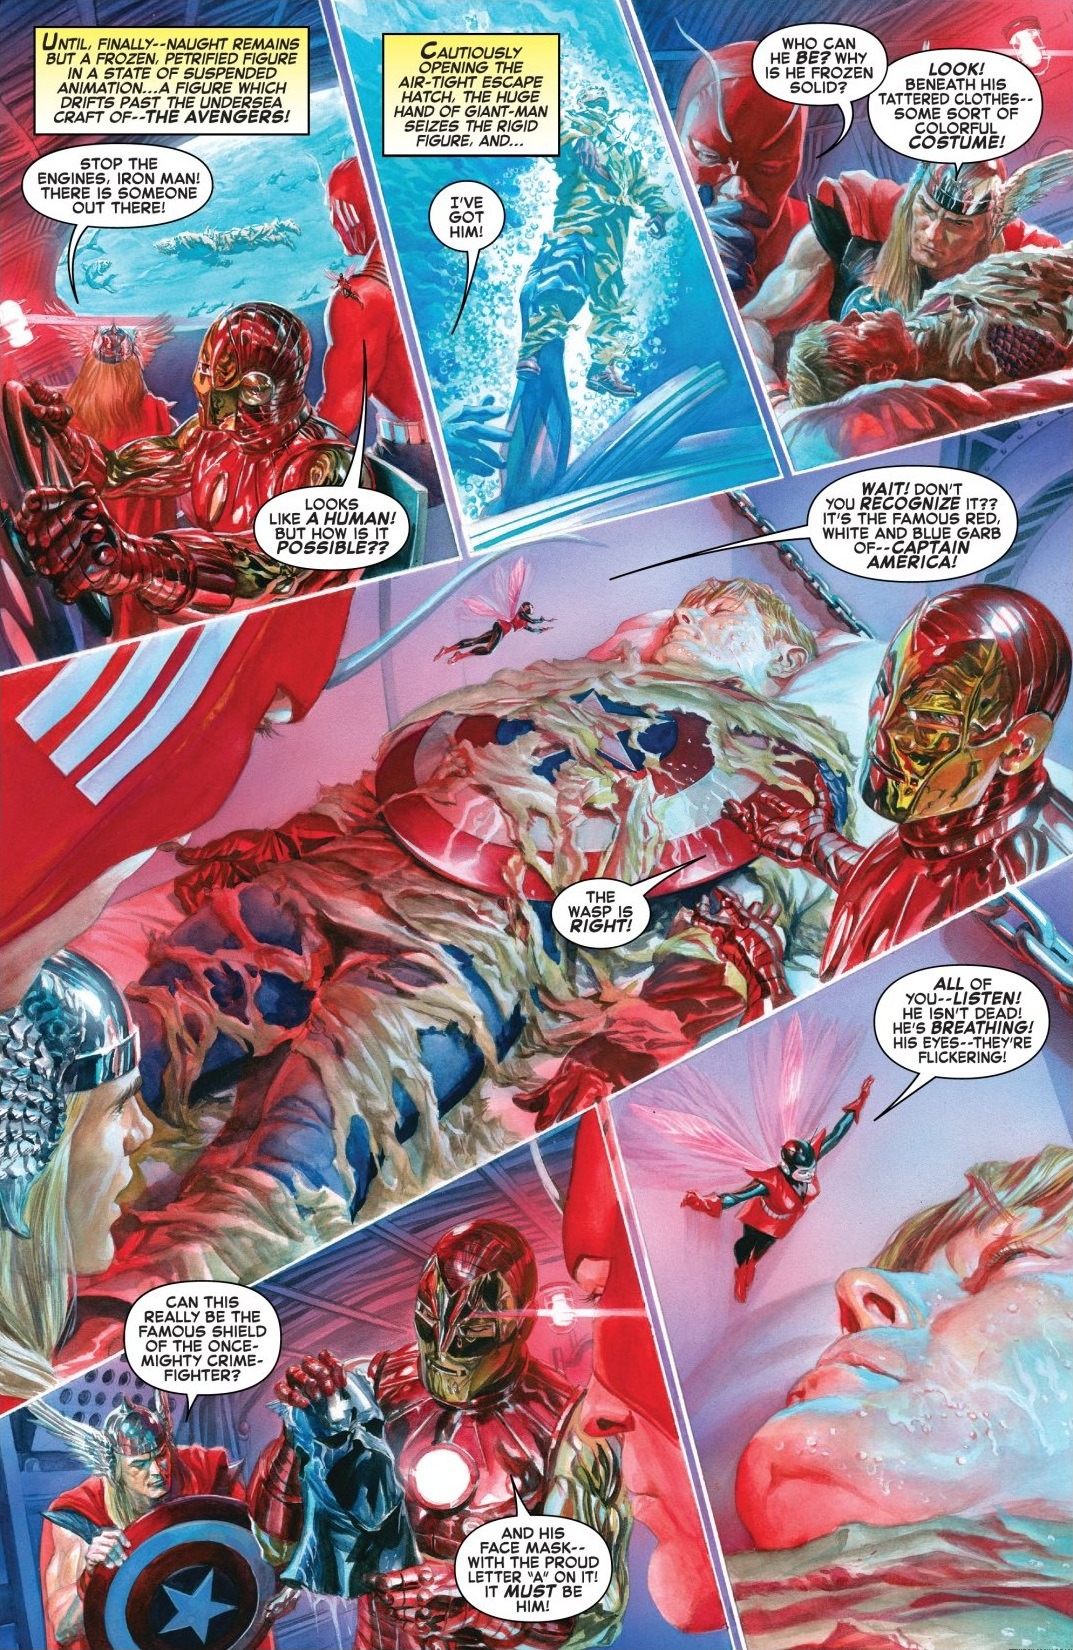 UNTIL, FINALLY--NAUGHT REMAINS
BUT A FROZEN, PETRIFIED FIGURE
IN A STATE OF SUSPENDED
ANIMATION...A FIGURE WHICH
DRIFTS PAST THE UNDERSEA
CRAFT OF--THE AVENGERS!
STOP THE
ENGINES, IRON MAN!
THERE IS SOMEONE
OUT THERE!
LOOKS
LIKE A HUMAN!
BUT HOW IS IT
POSSIBLE??
CAUTIOUSLY
OPENING THE
AIR-TIGHT ESCAPE
HATCH, THE HUGE
HAND OF GIANT-MAN
SEIZES THE RIGID
FIGURE, AND...
I'VE
GOT
HIM!
WHO CAN
HE BE? WHY
IS HE FROZEN
SOLID?
LOOK!
BENEATH HIS
TATTERED CLOTHES--
SOME SORT OF
COLORFUL
COSTUME!
WAIT! DON'T
YOU RECOGNIZE IT??
IT'S THE FAMOUS RED,
WHITE AND BLUE GARB
OF--CAPTAIN
AMERICA!
THE
WASP IS
RIGHT!
CAN THIS
REALLY BE THE
FAMOUS SHIELD
OF THE ONCE-
MIGHTY CRIME-
FIGHTER?
AND HIS
FACE MASK--
WITH THE PROUD
LETTER "A" ON IT!
IT MUST BE
HIM!
ALL OF
YOU--LISTEN!
HE ISN'T DEAD!
HE'S BREATHING!
HIS EYES--THEY'RE
FLICKERING!